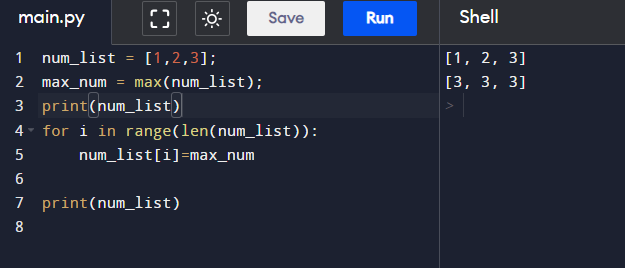 main.py Save Run Shell
1 num_list = [1,2,3];
2 max_num = max(num_list);
3 print(num_list)
4 for i in range(len(num_list)):
5     num_list[i]=max_num
6
7 print(num_list)
8
[1, 2, 3]
[3, 3, 3]
>